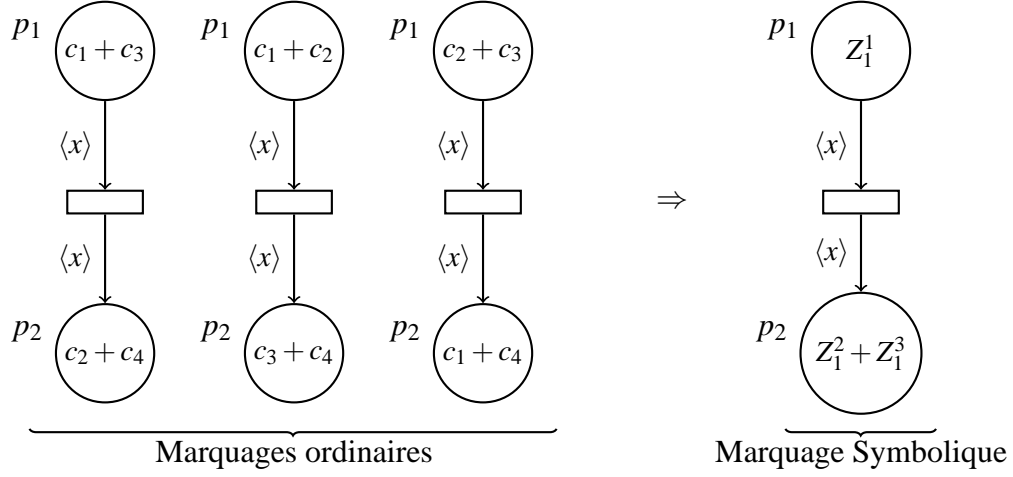 p₁ p₁ p₁ p₁
c₁ + c₃ c₁ + c₂ c₂ + c₃ Z₁¹
⟨x⟩ ⟨x⟩ ⟨x⟩ ⟨x⟩
⇒
⟨x⟩ ⟨x⟩ ⟨x⟩ ⟨x⟩
p₂ p₂ p₂ p₂
c₂ + c₄ c₃ + c₄ c₁ + c₄ Z₁² + Z₁³
Marquages ordinaires Marquage Symbolique